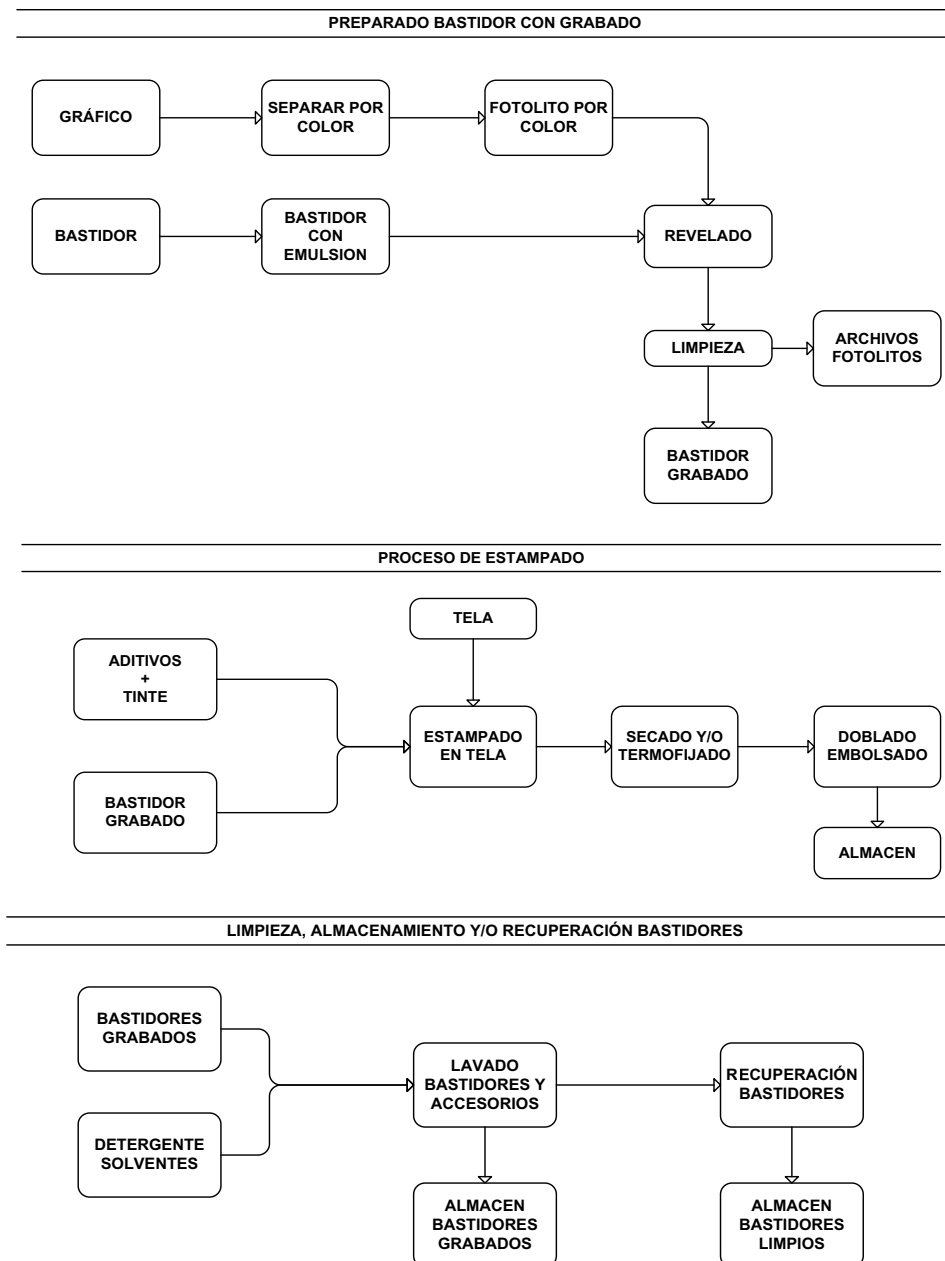 PREPARADO BASTIDOR CON GRABADO
GRÁFICO
SEPARAR POR
COLOR
FOTOLITO POR
COLOR
BASTIDOR
BASTIDOR
CON
EMULSION
REVELADO
LIMPIEZA
ARCHIVOS
FOTOLITOS
BASTIDOR
GRABADO
PROCESO DE ESTAMPADO
TELA
ADITIVOS
+
TINTE
ESTAMPADO
EN TELA
SECADO Y/O
TERMOFIJADO
DOBLADO
EMBOLSADO
BASTIDOR
GRABADO
ALMACEN
LIMPIEZA, ALMACENAMIENTO Y/O RECUPERACIÓN BASTIDORES
BASTIDORES
GRABADOS
LAVADO
BASTIDORES Y
ACCESORIOS
RECUPERACIÓN
BASTIDORES
DETERGENTE
SOLVENTES
ALMACEN
BASTIDORES
GRABADOS
ALMACEN
BASTIDORES
LIMPIOS